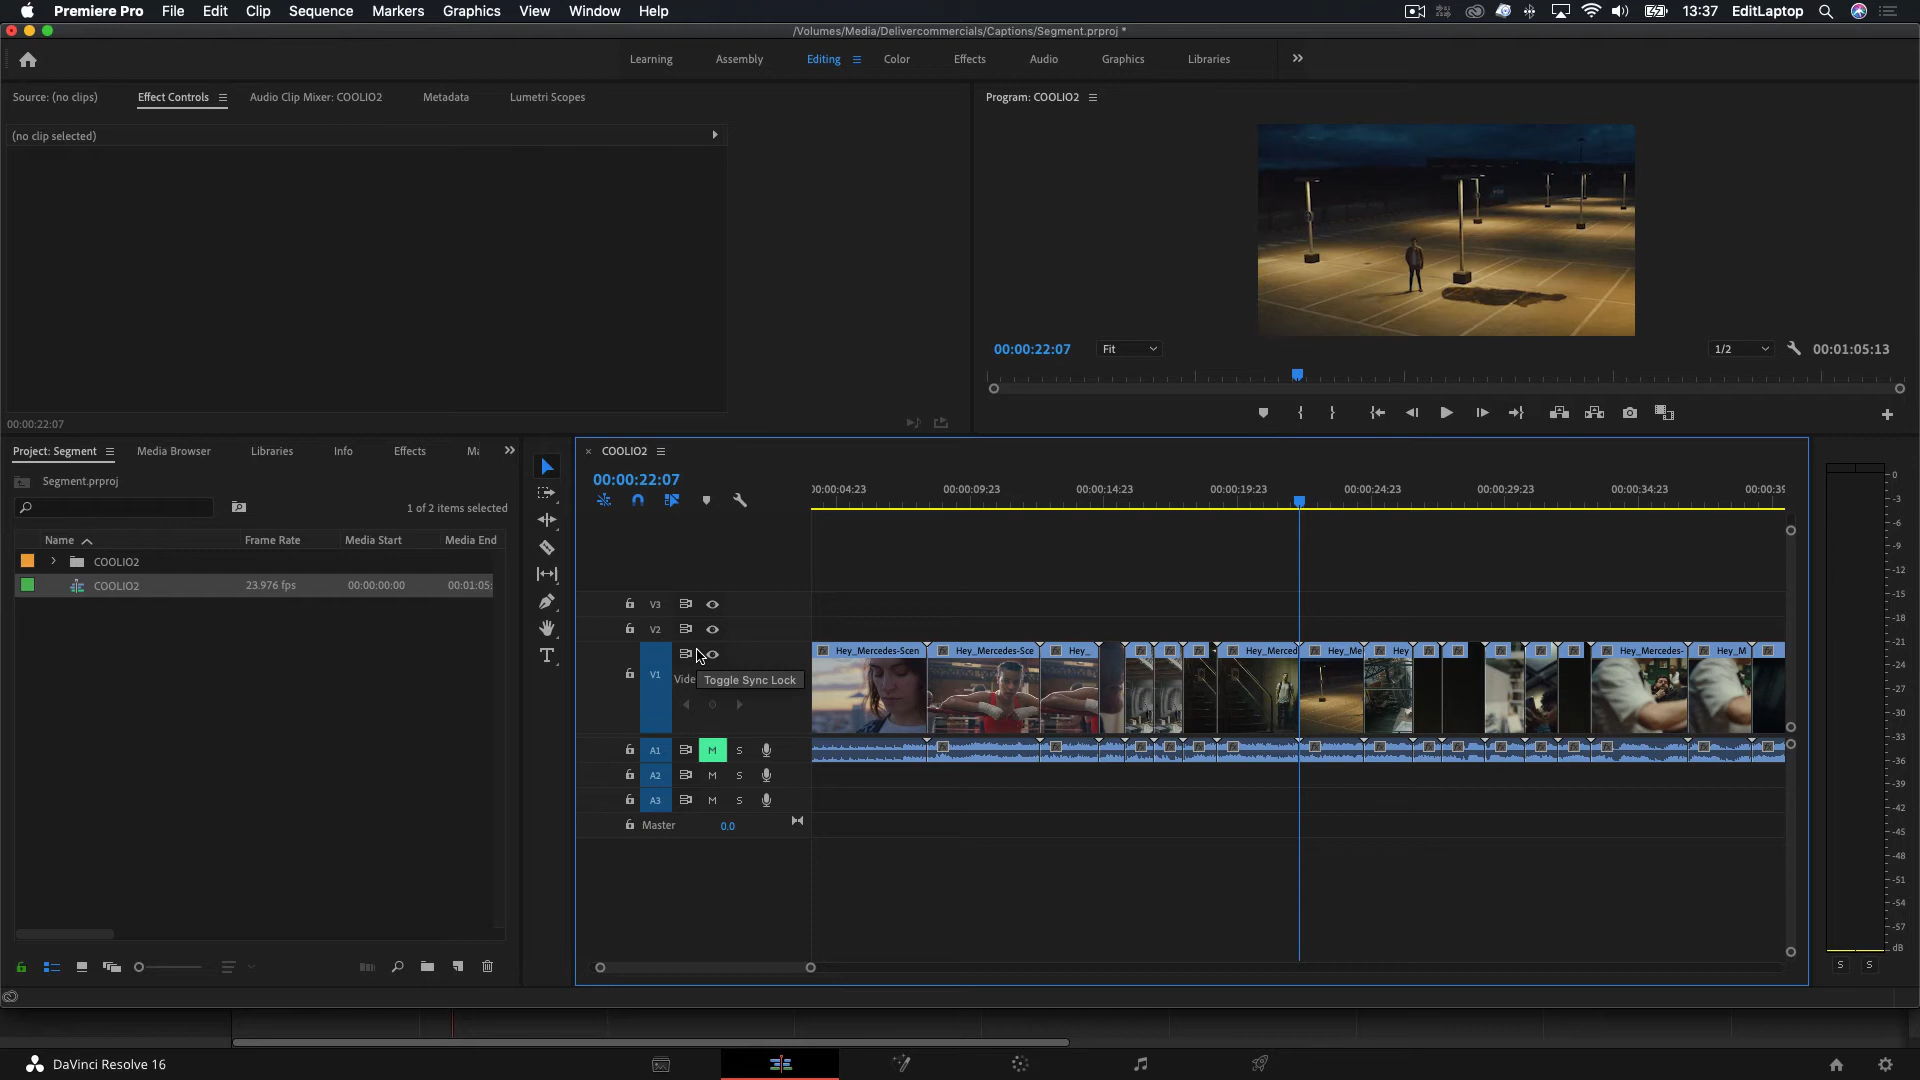 Premiere Pro File Edit Clip Sequence Markers Graphics View Window Help 13:37 EditLaptop
/Volumes/Media/Delivercommercials/Captions/Segment.prproj *
Learning Assembly Editing Color Effects Audio Graphics Libraries
Source: (no clips) Effect Controls Audio Clip Mixer: COOLIO2 Metadata Lumetri Scopes
Program: COOLIO2
(no clip selected)
00:00:22:07 Fit 1/2 00:01:05:13
00:00:22:07
Project: Segment Media Browser Libraries Info Effects Ma
COOLIO2
Segment.prproj
00:00:22:07
1 of 2 items selected
00:00:04:23 00:00:09:23 00:00:14:23 00:00:19:23 00:00:24:23 00:00:29:23 00:00:34:23 00:00:39
Name Frame Rate Media Start Media End
COOLIO2
COOLIO2 23.976 fps 00:00:00:00 00:01:05:
V3
V2
Hey_Mercedes-Scen Hey_Mercedes-Sce Hey_ Hey_Merced Hey_Me Hey Hey_Mercedes- Hey_M
V1 Vide
Toggle Sync Lock
A1 M S
A2 M S
A3 M S
Master 0.0
0
-3
-6
-9
-12
-15
-18
-21
-24
-27
-30
-33
-36
-39
-42
-45
-48
-51
-54
-57
dB
S S
DaVinci Resolve 16